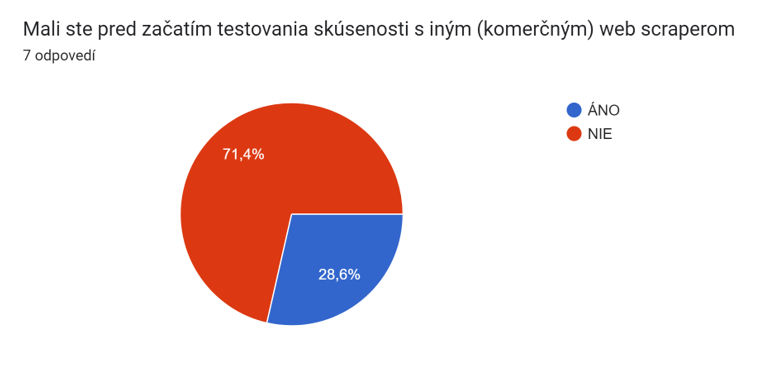 Mali ste pred začatím testovania skúsenosti s iným (komerčným) web scraperom
7 odpovedí
ÁNO
NIE
71,4%
28,6%